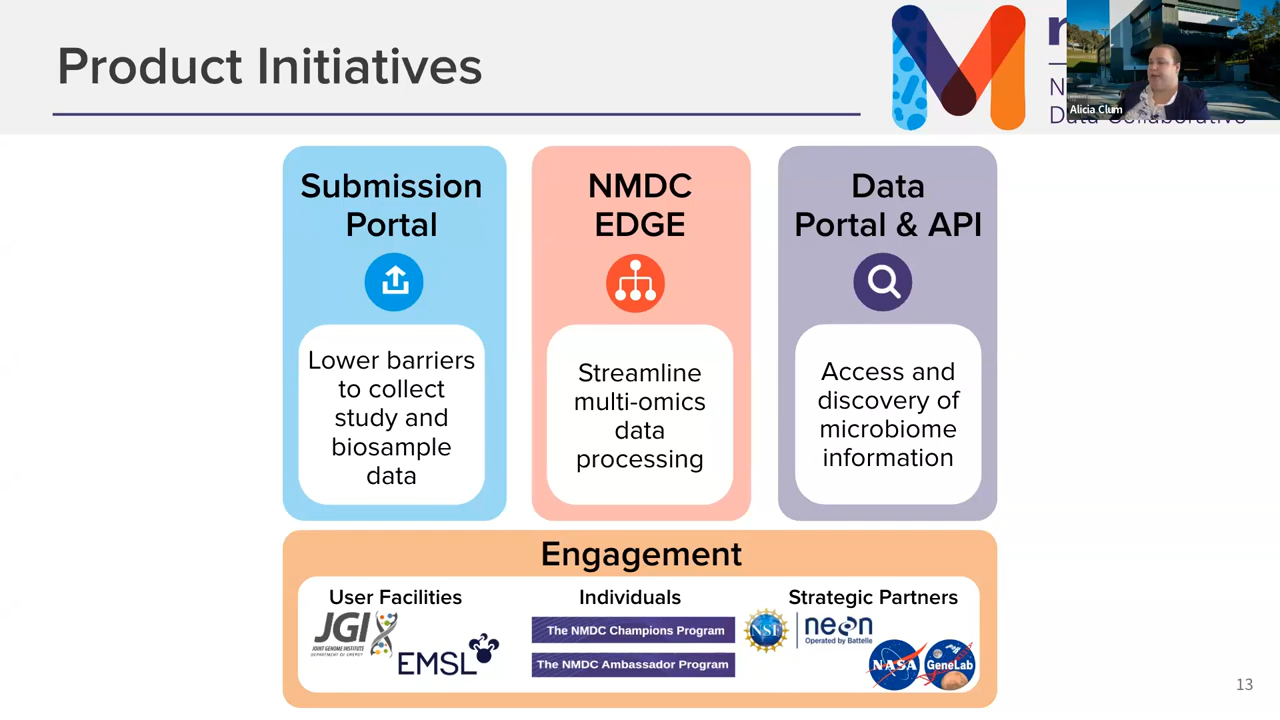 Product Initiatives
Alicia Clum
Submission
Portal
Lower barriers
to collect
study and
biosample
data
NMDC
EDGE
Streamline
multi-omics
data
processing
Data
Portal & API
Access and
discovery of
microbiome
information
Engagement
User Facilities
JGI
JOINT GENOME INSTITUTE
DEPARTMENT OF ENERGY
EMSL
Individuals
The NMDC Champions Program
The NMDC Ambassador Program
Strategic Partners
NSF
neon
Operated by Battelle
NASA
GeneLab
13